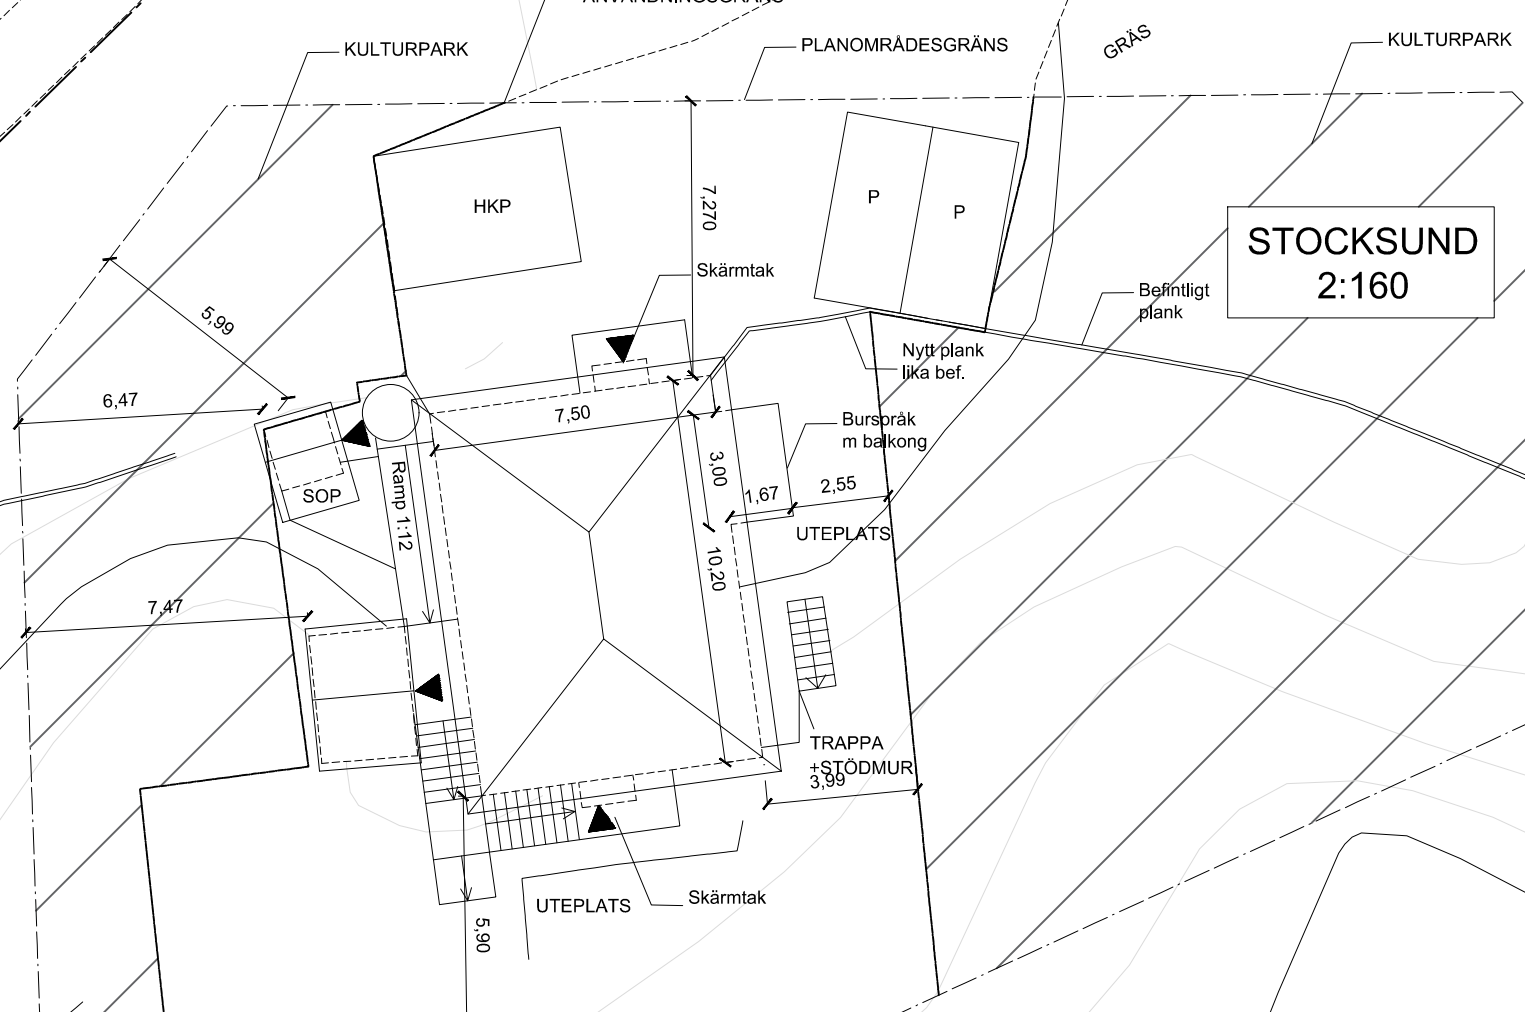 ANVÄNDNINGSGRÄNS
KULTURPARK
PLANOMRÅDESGRÄNS
GRÄS
KULTURPARK
HKP
7,270
P
P
STOCKSUND
2:160
Skärmtak
Befintligt
plank
5,99
Nytt plank
lika bef.
6,47
7,50
Burspråk
m balkong
3,00
Ramp 1:12
SOP
1,67
2,55
UTEPLATS
10,20
7,47
TRAPPA
+STÖDMUR
3,99
Skärmtak
UTEPLATS
5,90